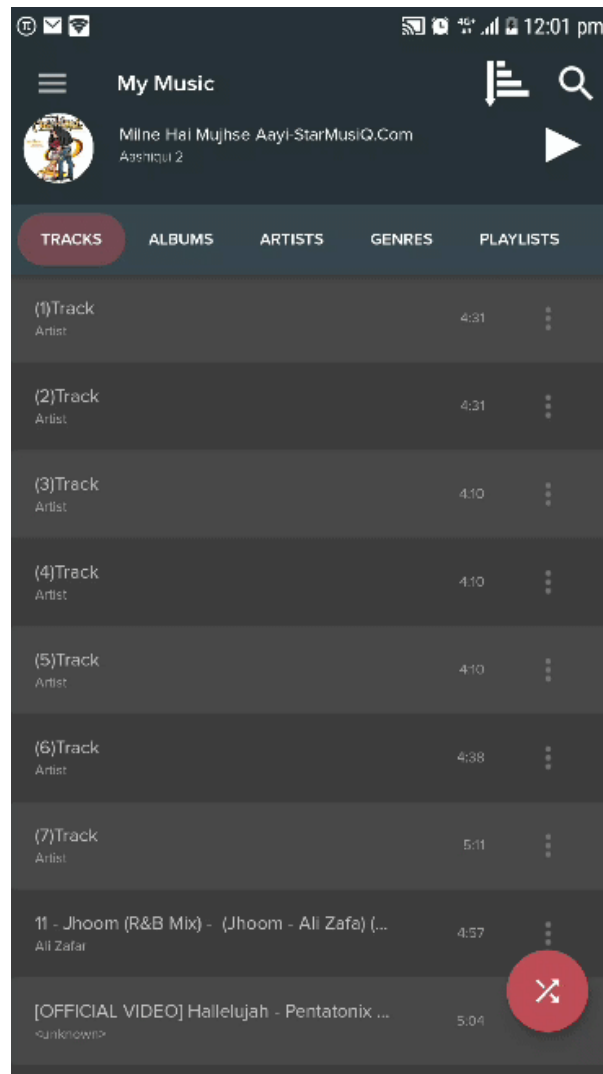 4G+ 12:01 pm
My Music
Milne Hai Mujhse Aayi-StarMusiQ.Com
Aashiqui 2
TRACKS ALBUMS ARTISTS GENRES PLAYLISTS
(1)Track
4:31
Artist
(2)Track
4:31
Artist
(3)Track
4:10
Artist
(4)Track
4:10
Artist
(5)Track
4:10
Artist
(6)Track
4:38
Artist
(7)Track
5:11
Artist
11 - Jhoom (R&B Mix) - (Jhoom - Ali Zafa) (...
4:57
Ali Zafar
[OFFICIAL VIDEO] Hallelujah - Pentatonix ...
5:04
<unknown>